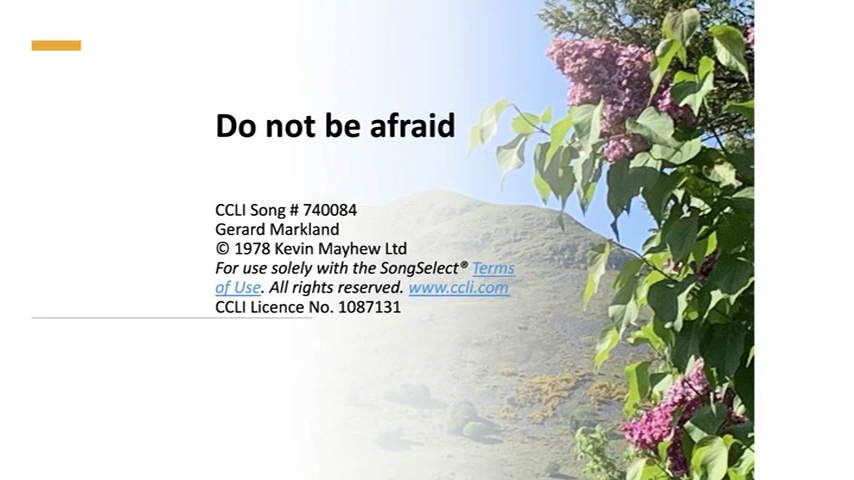 Do not be afraid
CCLI Song # 740084
Gerard Markland
© 1978 Kevin Mayhew Ltd
For use solely with the SongSelect® Terms
of Use. All rights reserved. www.ccli.com
CCLI Licence No. 1087131